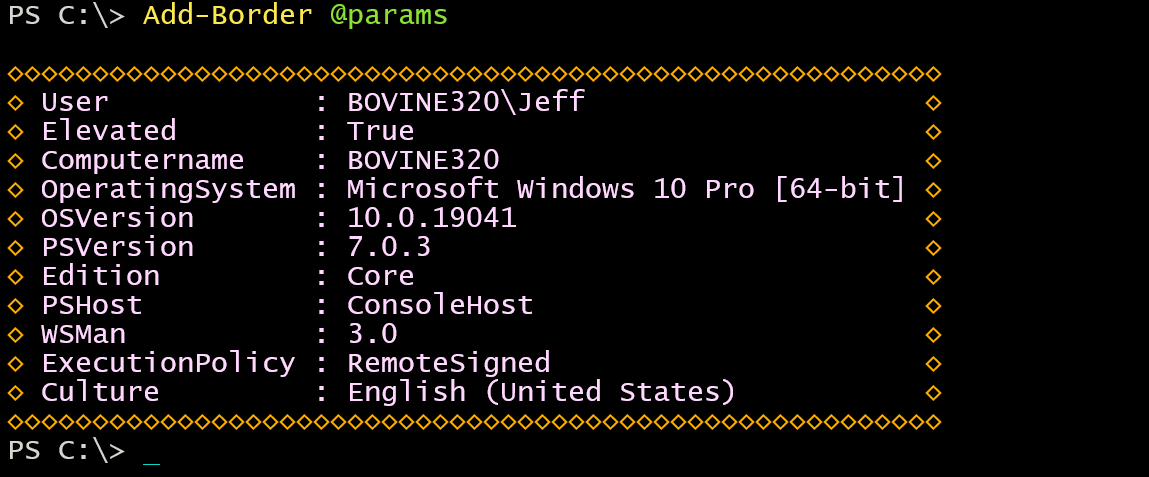 PS C:\> Add-Border @params
◇◇◇◇◇◇◇◇◇◇◇◇◇◇◇◇◇◇◇◇◇◇◇◇◇◇◇◇◇◇◇◇◇◇◇◇◇◇◇◇◇◇◇◇◇◇◇◇◇◇◇◇◇◇◇
◇ User            : BOVINE320\Jeff                    ◇
◇ Elevated        : True                              ◇
◇ Computername    : BOVINE320                         ◇
◇ OperatingSystem : Microsoft Windows 10 Pro [64-bit] ◇
◇ OSVersion       : 10.0.19041                        ◇
◇ PSVersion       : 7.0.3                             ◇
◇ Edition         : Core                              ◇
◇ PSHost          : ConsoleHost                       ◇
◇ WSMan           : 3.0                               ◇
◇ ExecutionPolicy : RemoteSigned                      ◇
◇ Culture         : English (United States)           ◇
◇◇◇◇◇◇◇◇◇◇◇◇◇◇◇◇◇◇◇◇◇◇◇◇◇◇◇◇◇◇◇◇◇◇◇◇◇◇◇◇◇◇◇◇◇◇◇◇◇◇◇◇◇◇◇
PS C:\> _